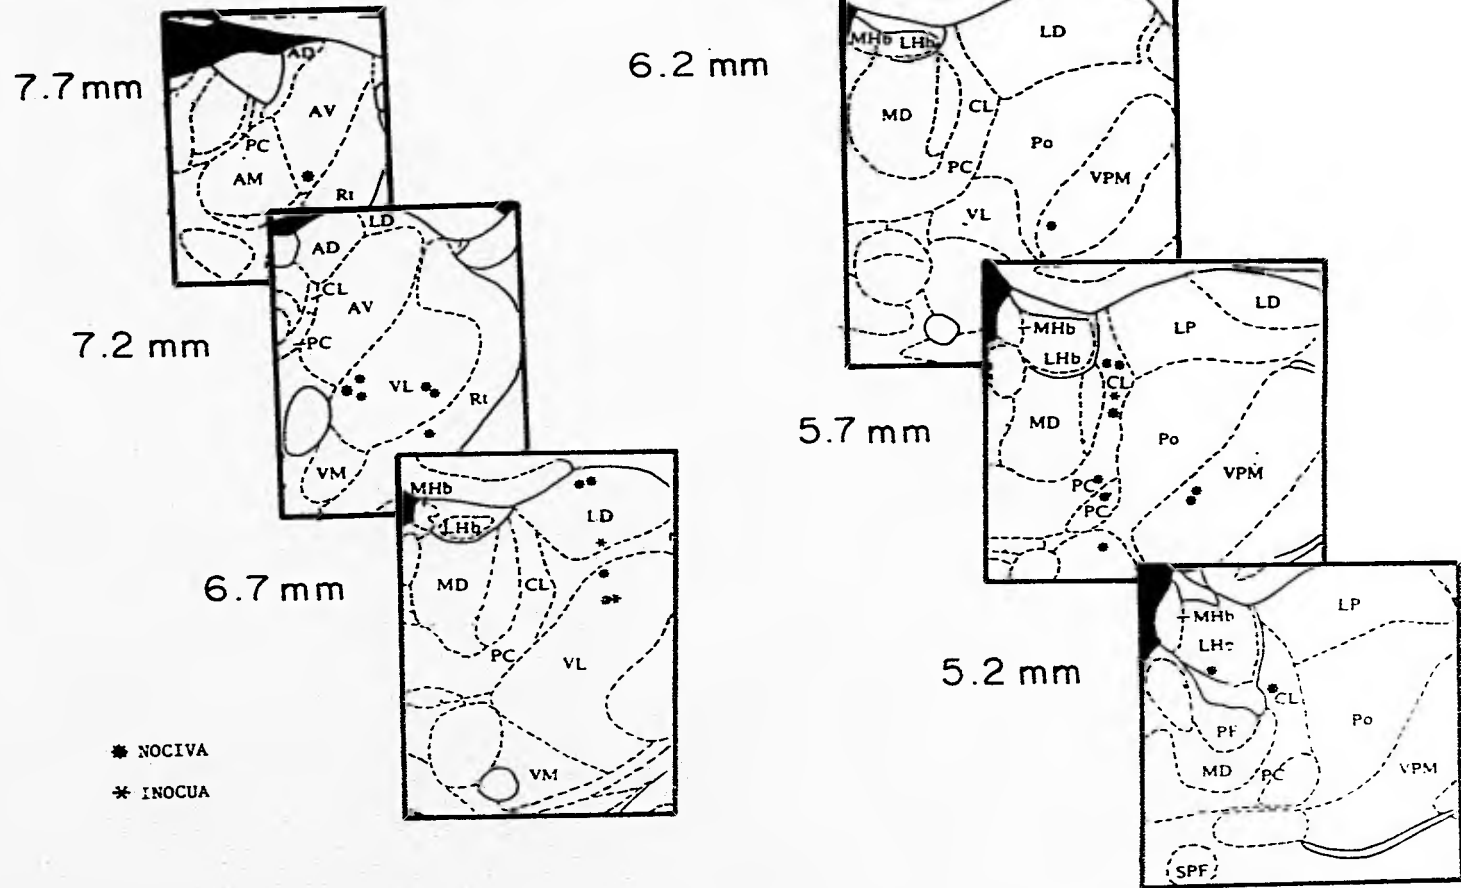 7.7 mm
AD
AV
PC
AM
Rt
7.2 mm
LD
AD
CL
AV
PC
VL
Rt
VM
6.7 mm
MHb
LHb
LD
MD
CL
PC
VL
VM
✸ NOCIVA
✳ INOCUA
6.2 mm
MHb LHb
LD
MD
CL
Po
PC
VPM
VL
5.7 mm
MHb
LHb
LP
LD
CL
MD
Po
VPM
PC
PC
5.2 mm
MHb
LP
CL
Po
PF
MD
PC
VPM
SPF